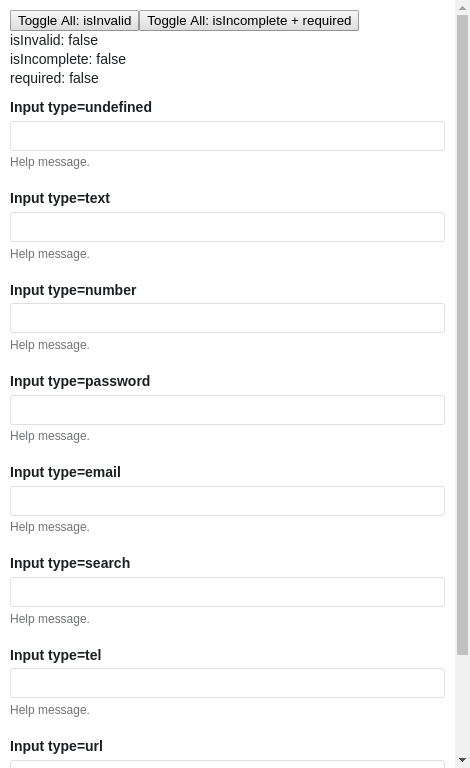 Toggle All: isInvalid Toggle All: isIncomplete + required
isInvalid: false
isIncomplete: false
required: false
Input type=undefined
Help message.
Input type=text
Help message.
Input type=number
Help message.
Input type=password
Help message.
Input type=email
Help message.
Input type=search
Help message.
Input type=tel
Help message.
Input type=url